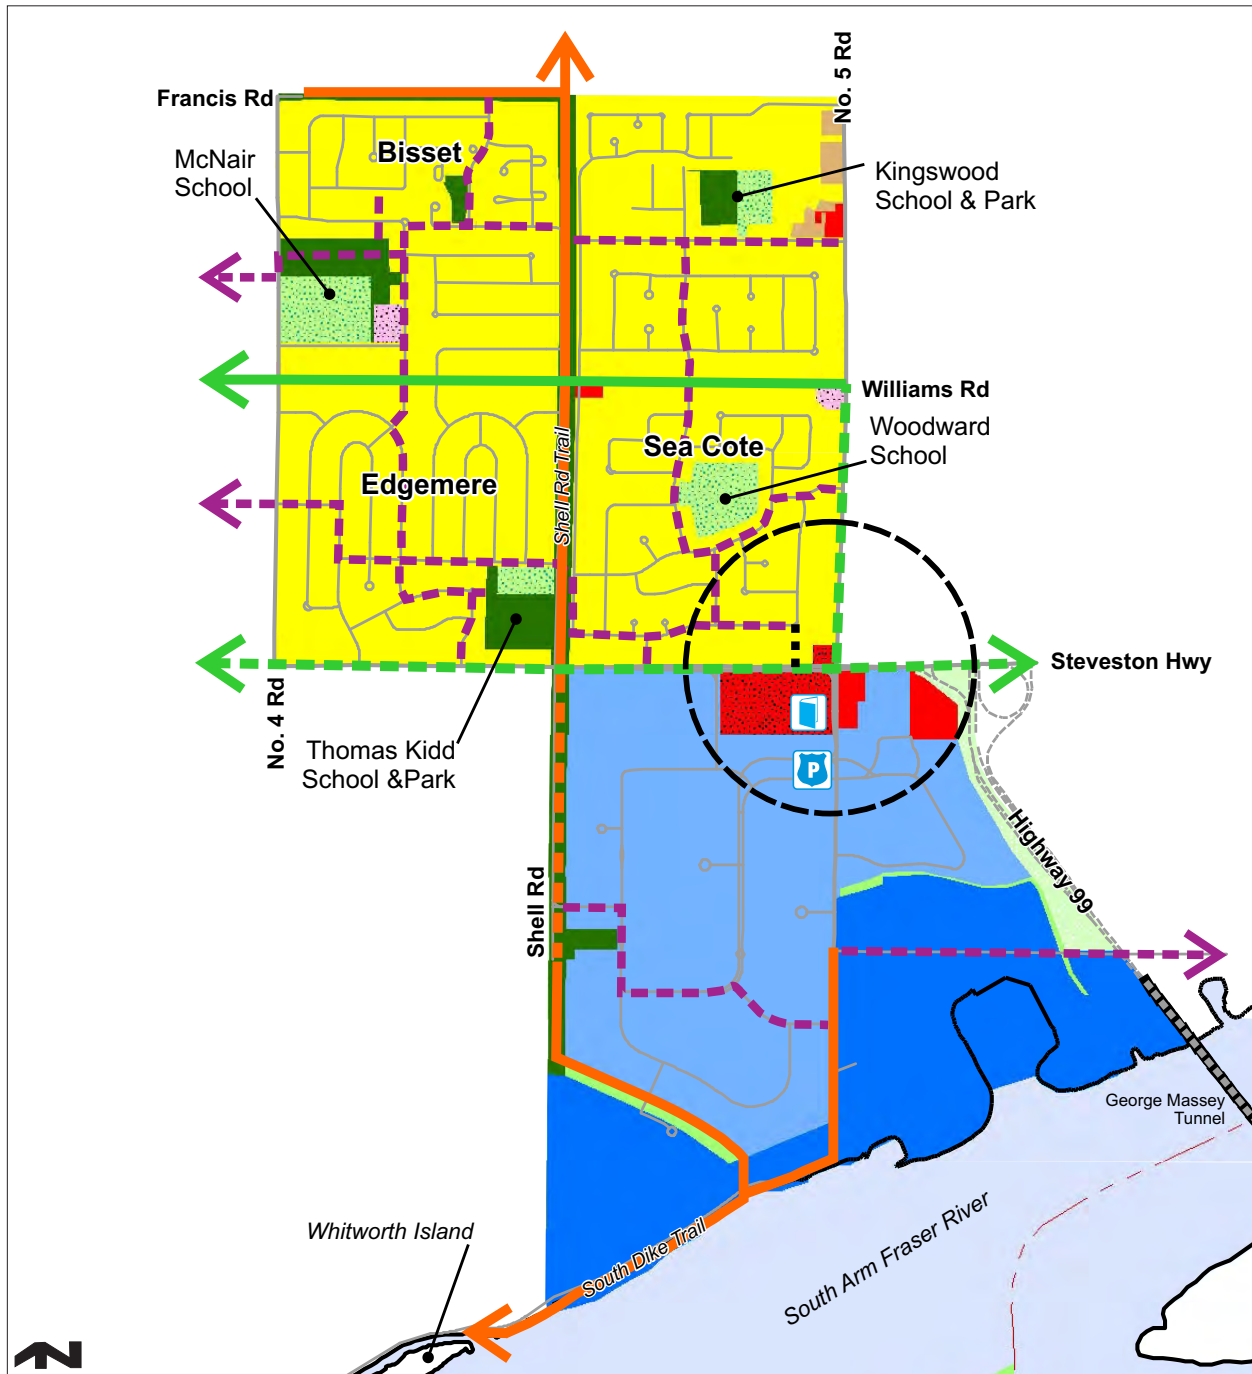 No. 5 Rd
Francis Rd
Bisset
McNair
School
Kingswood
School & Park
Williams Rd
Woodward
School
Sea Cote
Edgemere
Shell Rd Trail
Steveston Hwy
No. 4 Rd
Thomas Kidd
School &Park
P
Highway 99
Shell Rd
George Massey
Tunnel
Whitworth Island
South Dike Trail
South Arm Fraser River
N